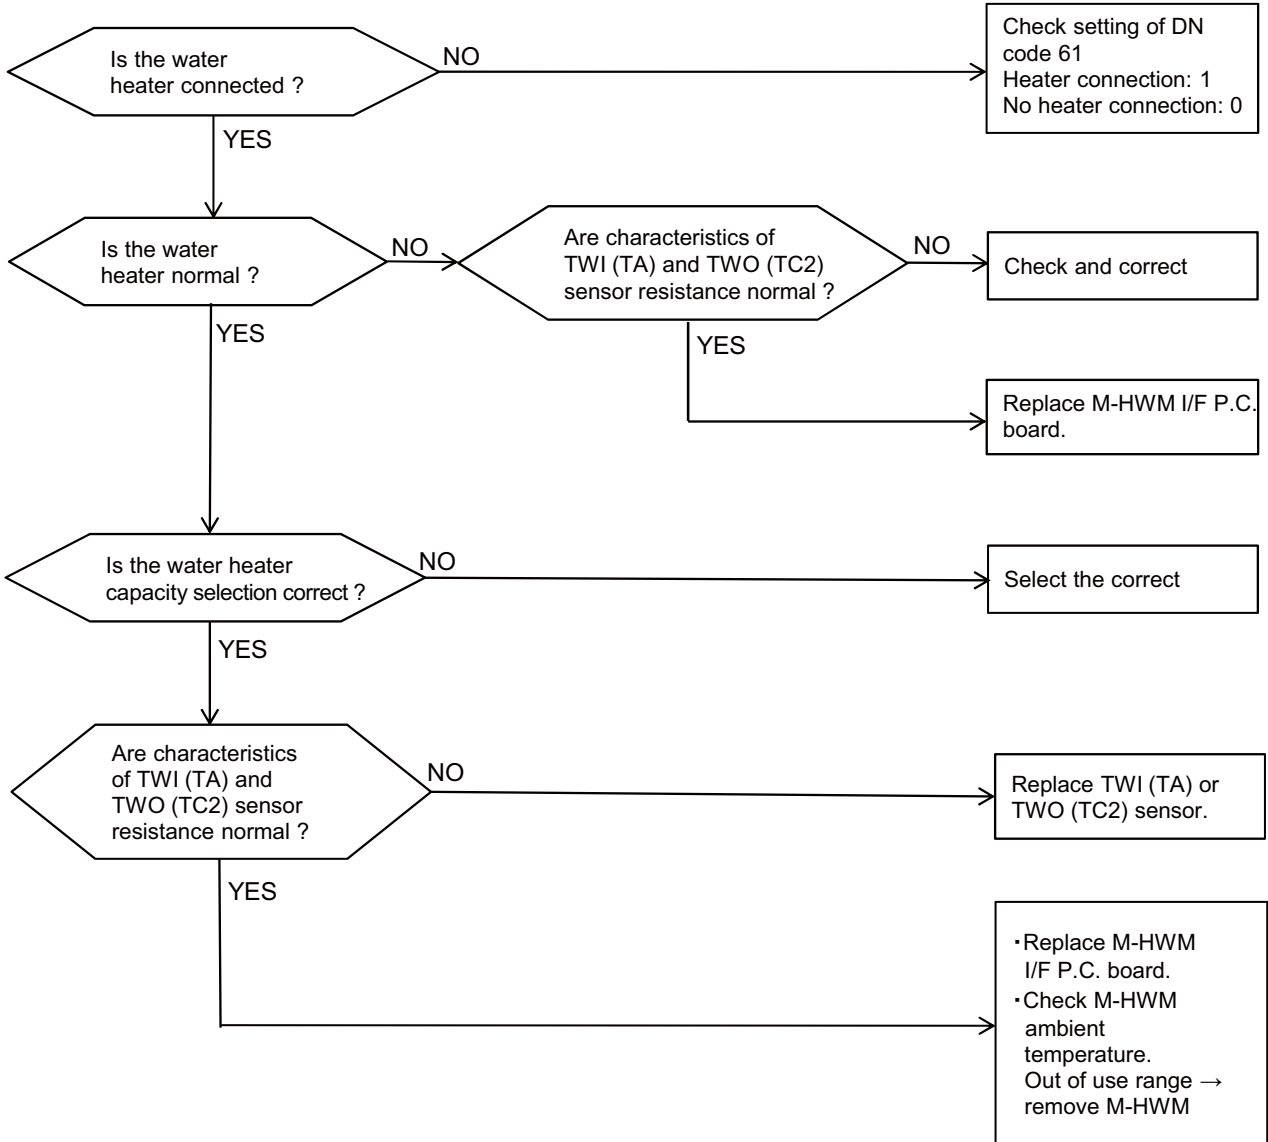 Is the water
heater connected ?
NO
Check setting of DN
code 61
Heater connection: 1
No heater connection: 0
YES
Is the water
heater normal ?
NO
Are characteristics of
TWI (TA) and TWO (TC2)
sensor resistance normal ?
NO
Check and correct
YES
YES
Replace M-HWM I/F P.C.
board.
Is the water heater
capacity selection correct ?
NO
Select the correct
YES
Are characteristics
of TWI (TA) and
TWO (TC2) sensor
resistance normal ?
NO
Replace TWI (TA) or
TWO (TC2) sensor.
YES
・Replace M-HWM
I/F P.C. board.
・Check M-HWM
ambient
temperature.
Out of use range →
remove M-HWM